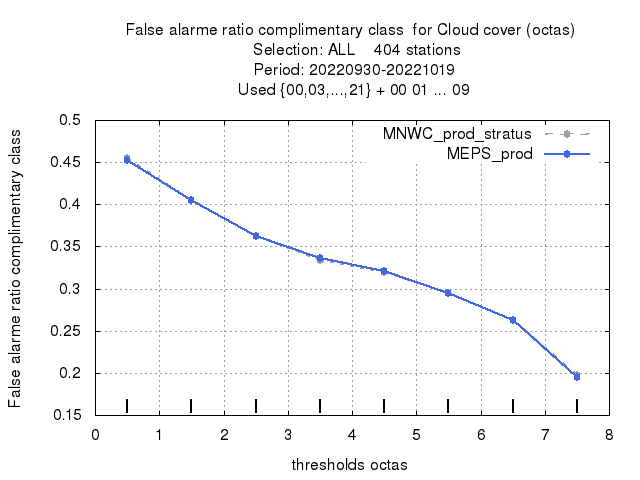 False alarme ratio complimentary class  for Cloud cover (octas)
Selection: ALL    404 stations
Period: 20220930-20221019
Used {00,03,...,21} + 00 01 ... 09
MNWC_prod_stratus
MEPS_prod
False alarme ratio complimentary class
0.5
0.45
0.4
0.35
0.3
0.25
0.2
0.15
0 1 2 3 4 5 6 7 8
thresholds octas